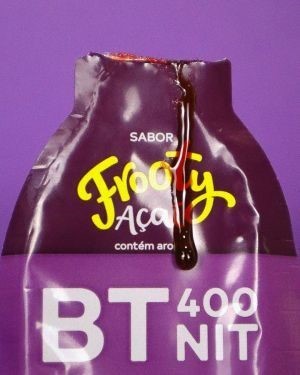 SABOR
Frooty
Açaí
contém aro
BT 400
NIT